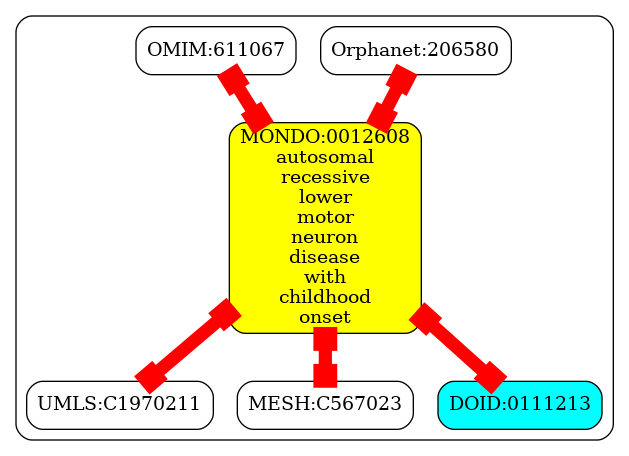 OMIM:611067
Orphanet:206580
MONDO:0012608
autosomal
recessive
lower
motor
neuron
disease
with
childhood
onset
UMLS:C1970211
MESH:C567023
DOID:0111213